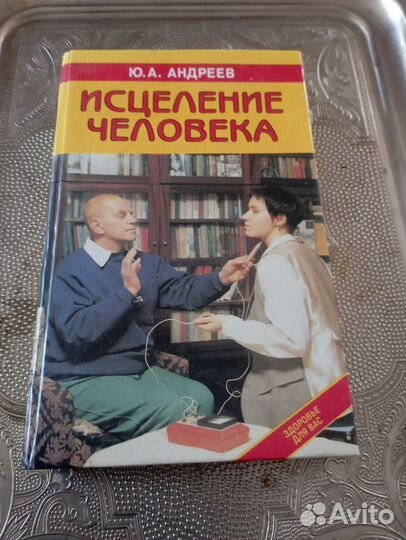 Ю.А. АНДРЕЕВ
ИСЦЕЛЕНИЕ
ЧЕЛОВЕКА
ЗДОРОВЬЕ
ДЛЯ ВАС
Avito